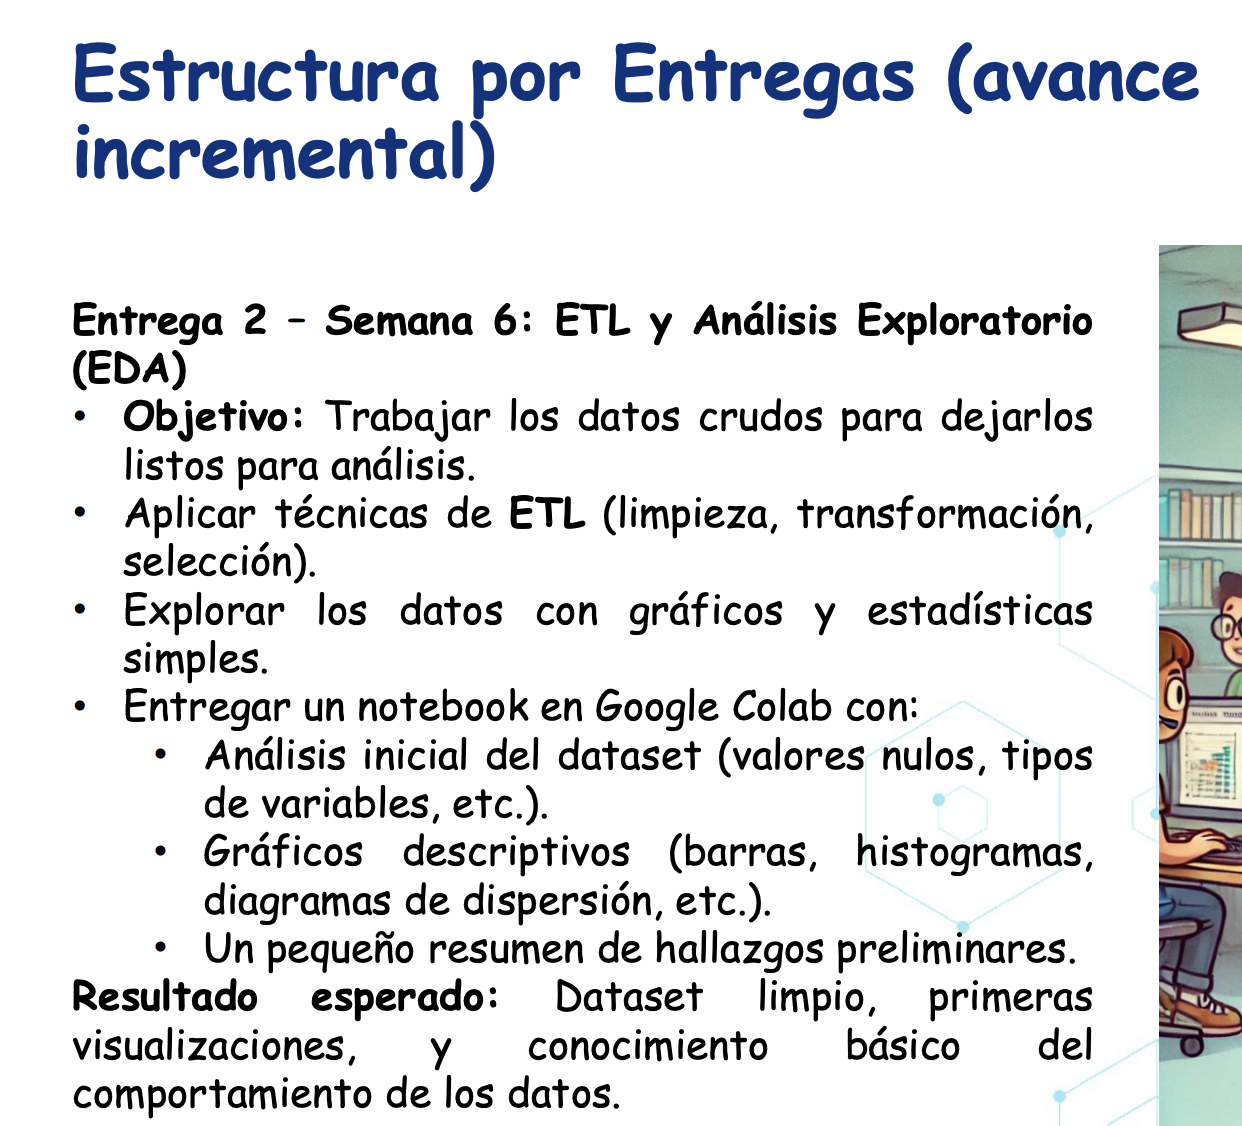 Estructura por Entregas (avance
incremental)
Entrega 2 – Semana 6: ETL y Análisis Exploratorio
(EDA)
• Objetivo: Trabajar los datos crudos para dejarlos
listos para análisis.
• Aplicar técnicas de ETL (limpieza, transformación,
selección).
• Explorar los datos con gráficos y estadísticas
simples.
• Entregar un notebook en Google Colab con:
• Análisis inicial del dataset (valores nulos, tipos
de variables, etc.).
• Gráficos descriptivos (barras, histogramas,
diagramas de dispersión, etc.).
• Un pequeño resumen de hallazgos preliminares.
Resultado esperado: Dataset limpio, primeras
visualizaciones, y conocimiento básico del
comportamiento de los datos.